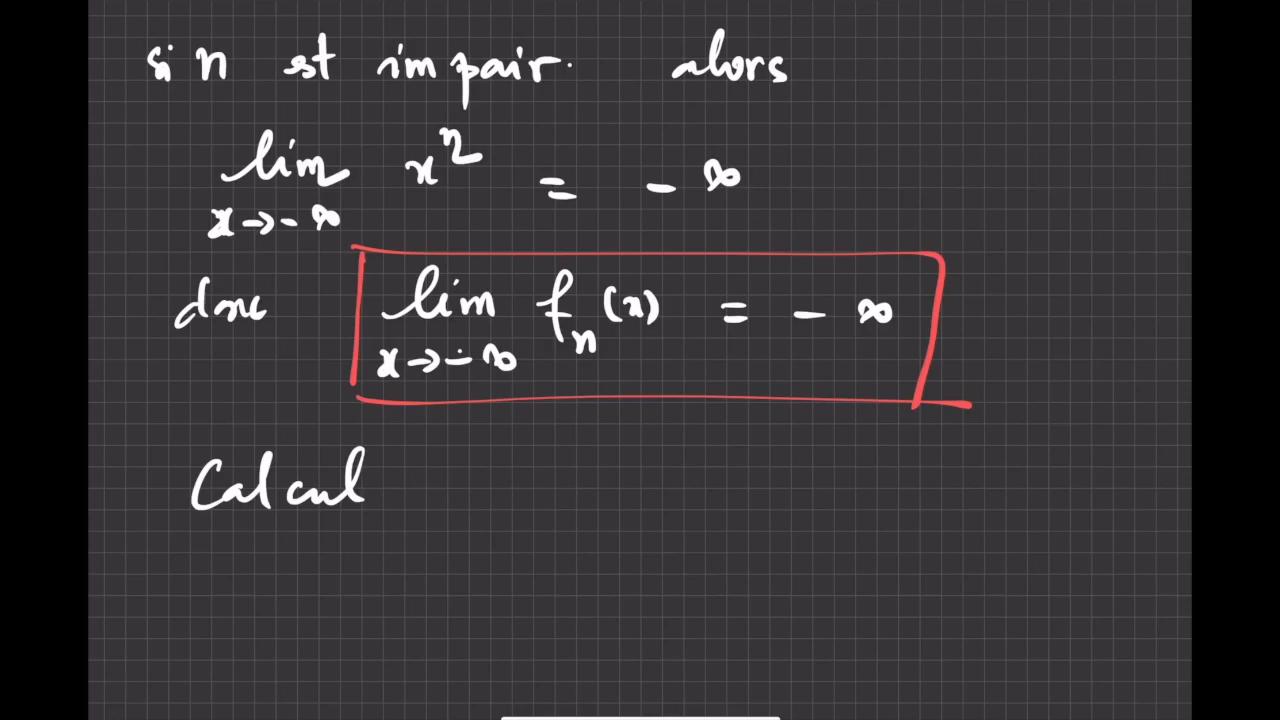 si n est impair. alors
lim x^n = - ∞
x → - ∞
donc lim f_n (x) = - ∞
x → - ∞
Calcul